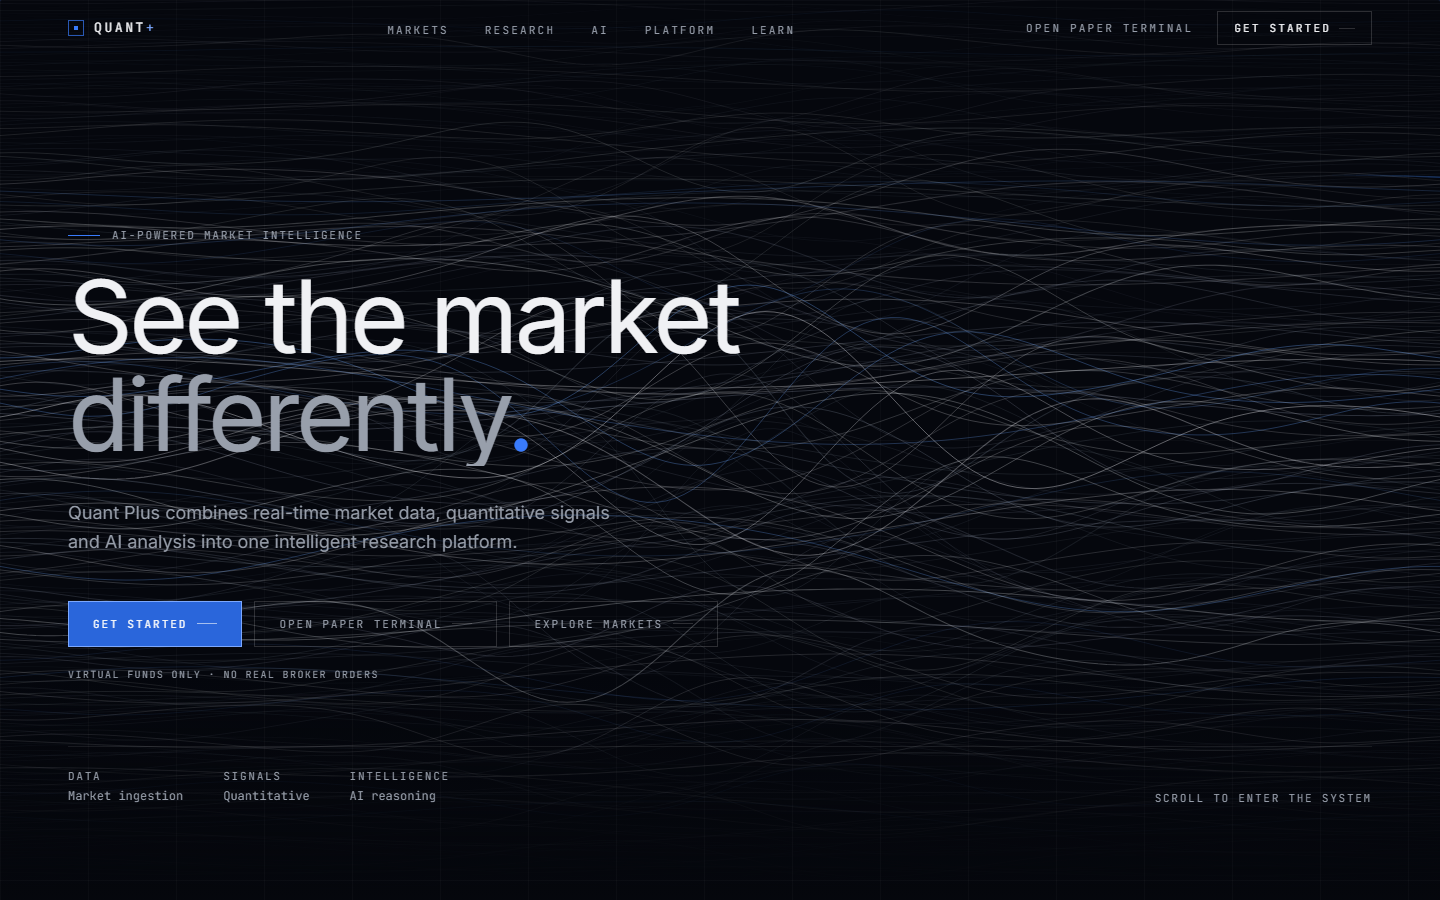 QUANT+
MARKETS RESEARCH AI PLATFORM LEARN
OPEN PAPER TERMINAL
GET STARTED
AI-POWERED MARKET INTELLIGENCE
See the market
differently.
Quant Plus combines real-time market data, quantitative signals
and AI analysis into one intelligent research platform.
GET STARTED
OPEN PAPER TERMINAL
EXPLORE MARKETS
VIRTUAL FUNDS ONLY · NO REAL BROKER ORDERS
DATA
Market ingestion
SIGNALS
Quantitative
INTELLIGENCE
AI reasoning
SCROLL TO ENTER THE SYSTEM